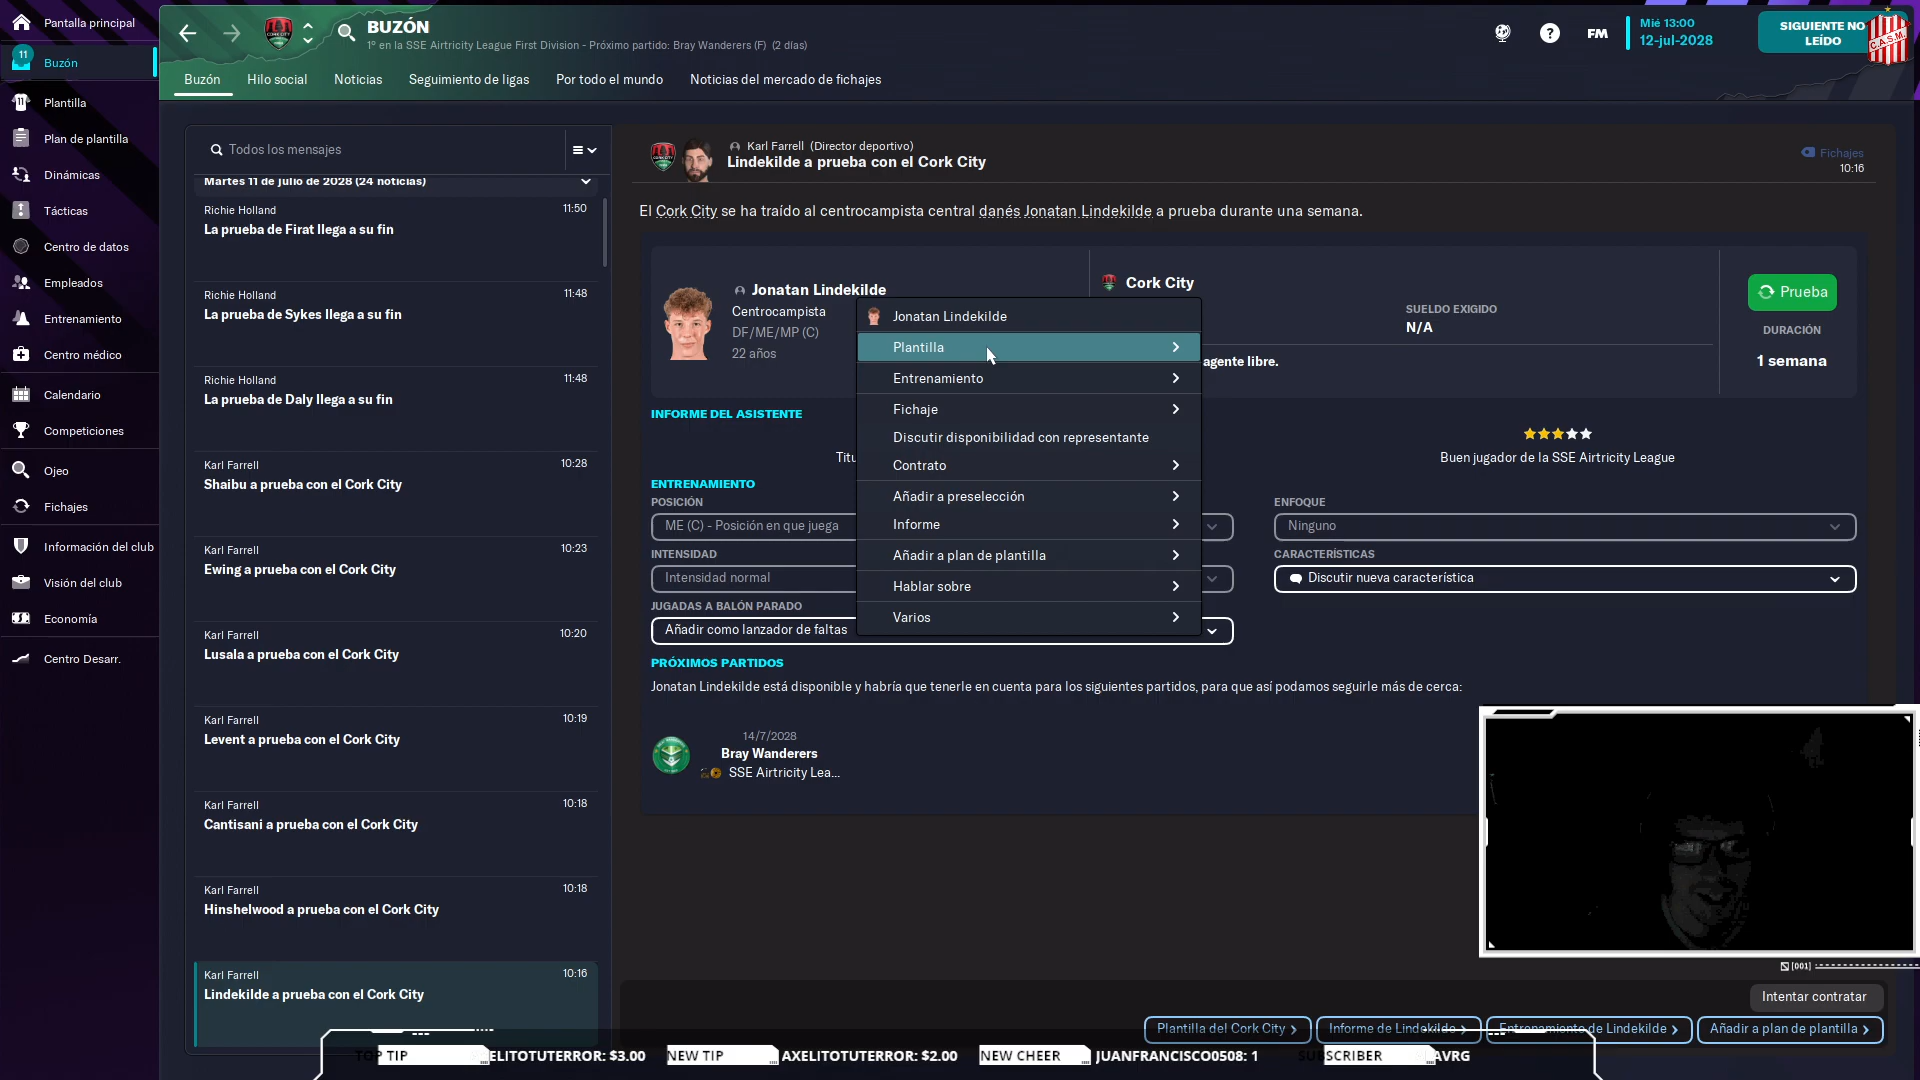 Pantalla principal
11
Buzón
Plantilla
Plan de plantilla
Dinámicas
Tácticas
Centro de datos
Empleados
Entrenamiento
Centro médico
Calendario
Competiciones
Ojeo
Fichajes
Información del club
Visión del club
Economía
Centro Desarr.
BUZÓN
1º en la SSE Airtricity League First Division - Próximo partido: Bray Wanderers (F) (2 días)
FM
Mié 13:00
12-jul-2028
SIGUIENTE NO
LEÍDO
C.A.S.M.
Buzón
Hilo social
Noticias
Seguimiento de ligas
Por todo el mundo
Noticias del mercado de fichajes
Todos los mensajes
Martes 11 de julio de 2028 (24 noticias)
Richie Holland
11:50
La prueba de Firat llega a su fin
Richie Holland
11:48
La prueba de Sykes llega a su fin
Richie Holland
11:48
La prueba de Daly llega a su fin
Karl Farrell
10:28
Shaibu a prueba con el Cork City
Karl Farrell
10:23
Ewing a prueba con el Cork City
Karl Farrell
10:20
Lusala a prueba con el Cork City
Karl Farrell
10:19
Levent a prueba con el Cork City
Karl Farrell
10:18
Cantisani a prueba con el Cork City
Karl Farrell
10:18
Hinshelwood a prueba con el Cork City
Karl Farrell
10:16
Lindekilde a prueba con el Cork City
Karl Farrell (Director deportivo)
Lindekilde a prueba con el Cork City
Fichajes
10:16
El Cork City se ha traído al centrocampista central danés Jonatan Lindekilde a prueba durante una semana.
Jonatan Lindekilde
Centrocampista
DF/ME/MP (C)
22 años
Cork City
SUELDO EXIGIDO
N/A
agente libre.
Prueba
DURACIÓN
1 semana
Jonatan Lindekilde
Plantilla
Entrenamiento
Fichaje
Discutir disponibilidad con representante
Contrato
Añadir a preselección
Informe
Añadir a plan de plantilla
Hablar sobre
Varios
INFORME DEL ASISTENTE
Buen jugador de la SSE Airtricity League
ENTRENAMIENTO
POSICIÓN
ME (C) - Posición en que juega
ENFOQUE
Ninguno
INTENSIDAD
Intensidad normal
CARACTERÍSTICAS
Discutir nueva característica
JUGADAS A BALÓN PARADO
Añadir como lanzador de faltas
PRÓXIMOS PARTIDOS
Jonatan Lindekilde está disponible y habría que tenerle en cuenta para los siguientes partidos, para que así podamos seguirle más de cerca:
14/7/2028
Bray Wanderers
SSE Airtricity Lea...
[001]
Intentar contratar
Plantilla del Cork City
Informe de Lindekilde
Entrenamiento de Lindekilde
Añadir a plan de plantilla
TOP TIP
ELITOTUTERROR: $3.00
NEW TIP
AXELITOTUTERROR: $2.00
NEW CHEER
JUANFRANCISCO0508: 1
SCRIBER
AVRG